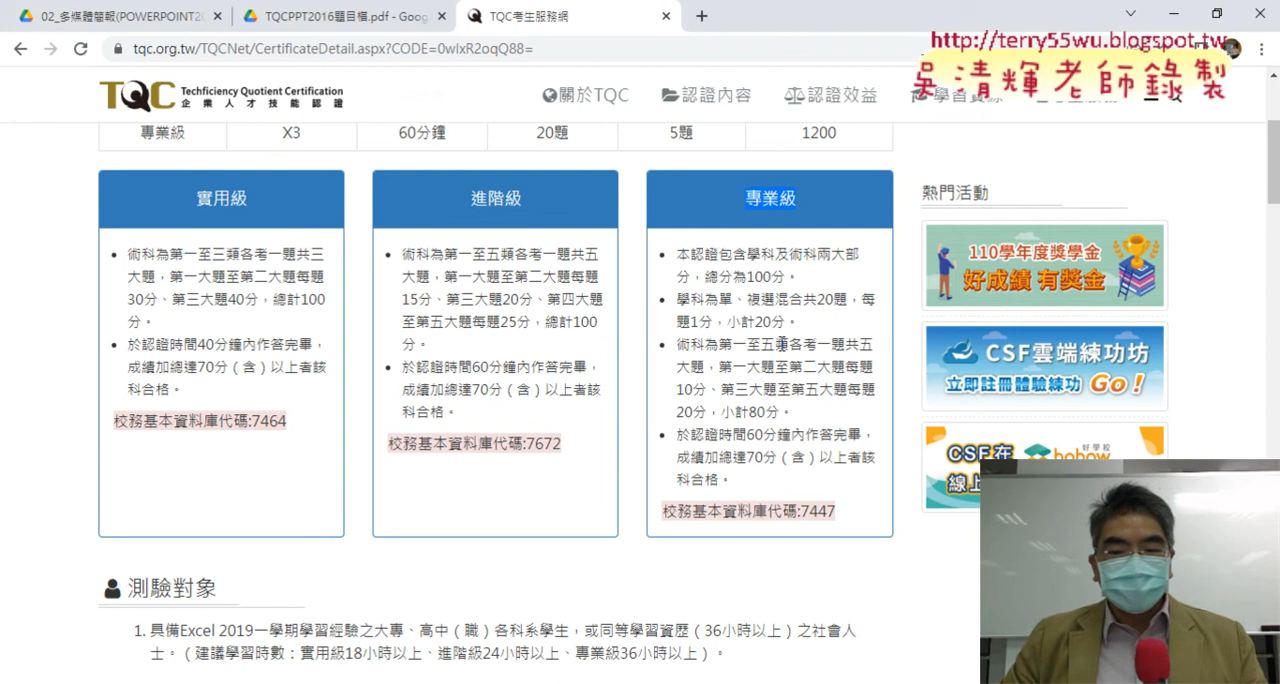 02_多媒體簡報(POWERPOINT20
TQCPPT2016題目檔.pdf - Goog
TQC考生服務網
tqc.org.tw/TQCNet/CertificateDetail.aspx?CODE=0wlxR2oqQ88=
http://terry55wu.blogspot.tw
吳清輝老師錄製
TQC Techficiency Quotient Certification
企業人才技能認證
關於TQC
認證內容
認證效益
專業級 X3 60分鐘 20題 5題 1200
實用級
術科為第一至三類各考一題共三
大題，第一大題至第二大題每題
30分、第三大題40分，總計100
分。
於認證時間40分鐘內作答完畢，
成績加總達70分（含）以上者該
科合格。
校務基本資料庫代碼:7464
進階級
術科為第一至五類各考一題共五
大題，第一大題至第二大題每題
15分、第三大題20分、第四大題
至第五大題每題25分，總計100
分。
於認證時間60分鐘內作答完畢，
成績加總達70分（含）以上者該
科合格。
校務基本資料庫代碼:7672
專業級
本認證包含學科及術科兩大部
分，總分為100分。
學科為單、複選混合共20題，每
題1分，小計20分。
術科為第一至五類各考一題共五
大題，第一大題至第二大題每題
10分、第三大題至第五大題每題
20分，小計80分。
於認證時間60分鐘內作答完畢，
成績加總達70分（含）以上者該
科合格。
校務基本資料庫代碼:7447
熱門活動
110學年度獎學金
好成績 有獎金
CSF雲端練功坊
立即註冊體驗練功 Go！
CSF在
好學校
hahow
線上
測驗對象
1. 具備Excel 2019一學期學習經驗之大專、高中（職）各科系學生，或同等學習資歷（36小時以上）之社會人
士。（建議學習時數：實用級18小時以上、進階級24小時以上、專業級36小時以上）。